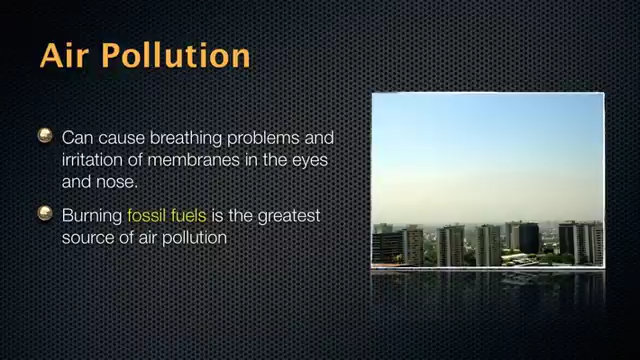 Air Pollution
Can cause breathing problems and
irritation of membranes in the eyes
and nose.
Burning fossil fuels is the greatest
source of air pollution